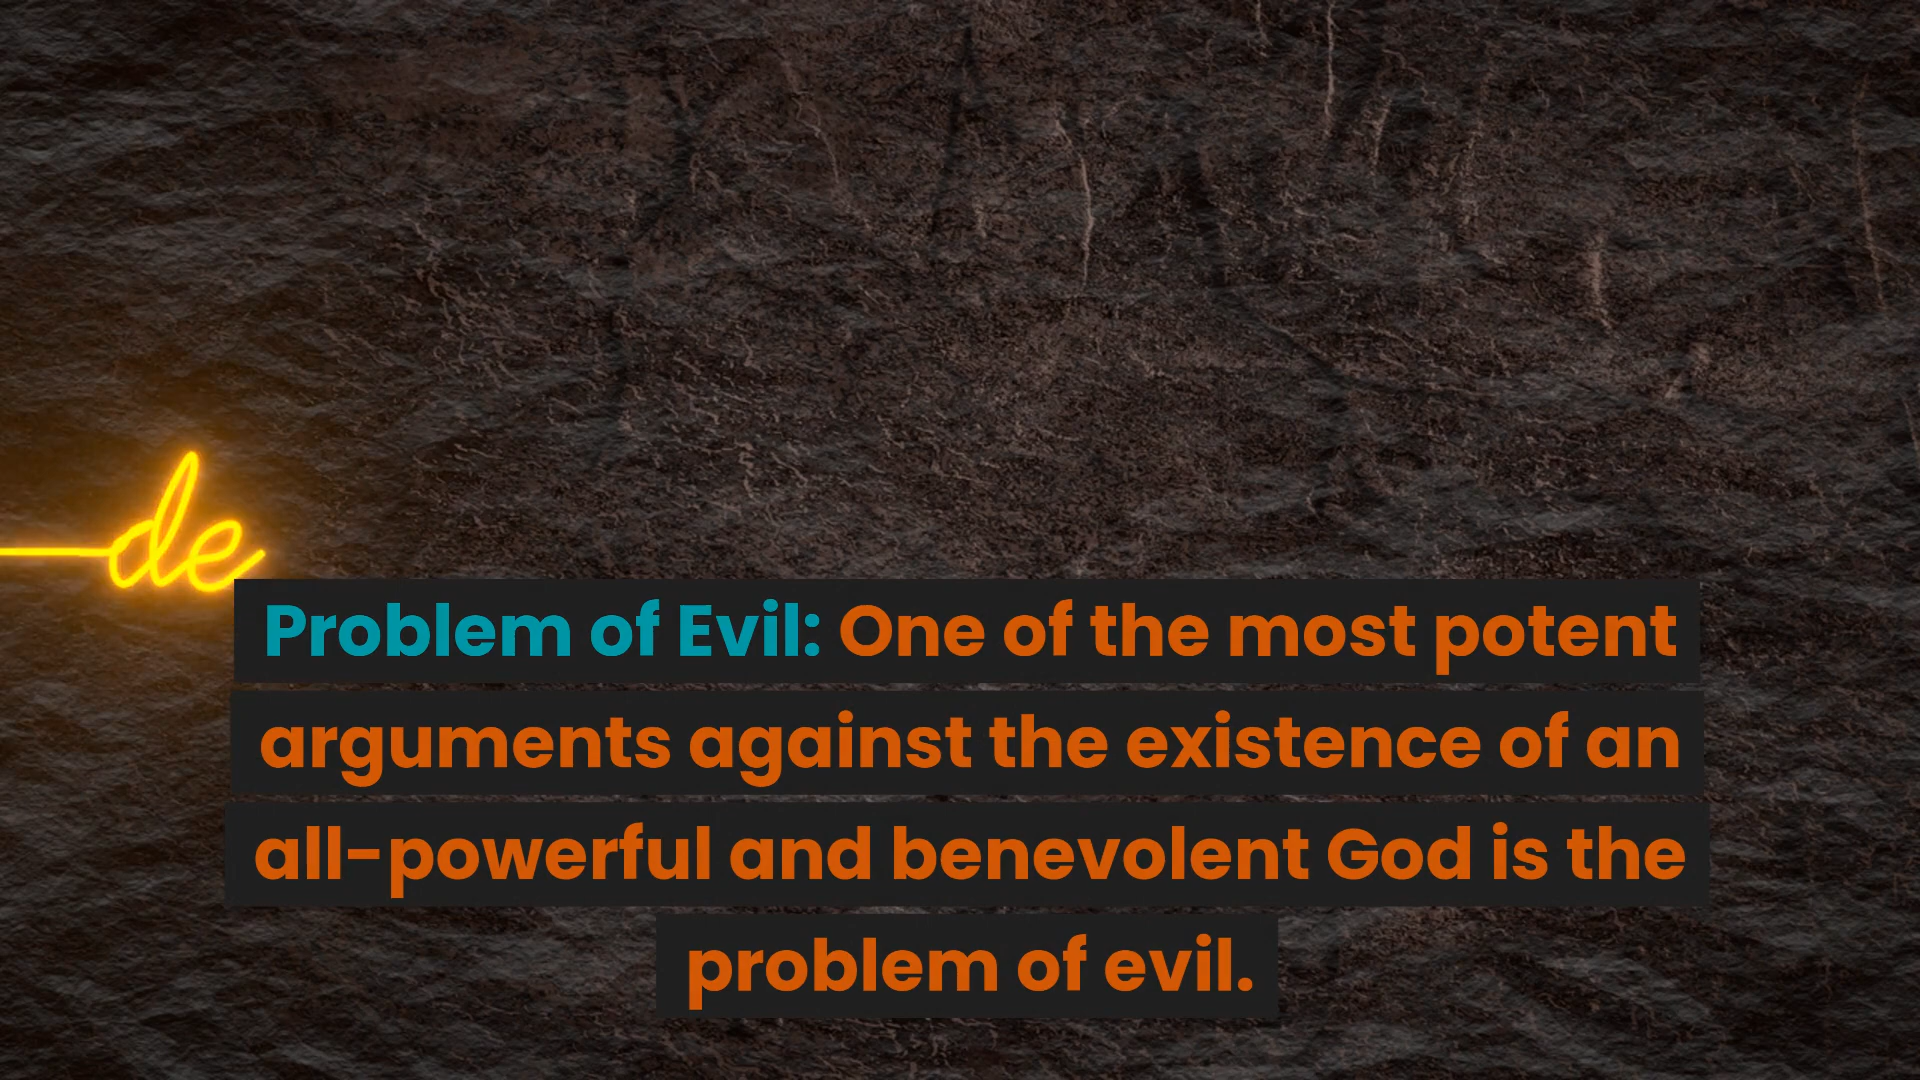 de
Problem of Evil: One of the most potent
arguments against the existence of an
all-powerful and benevolent God is the
problem of evil.